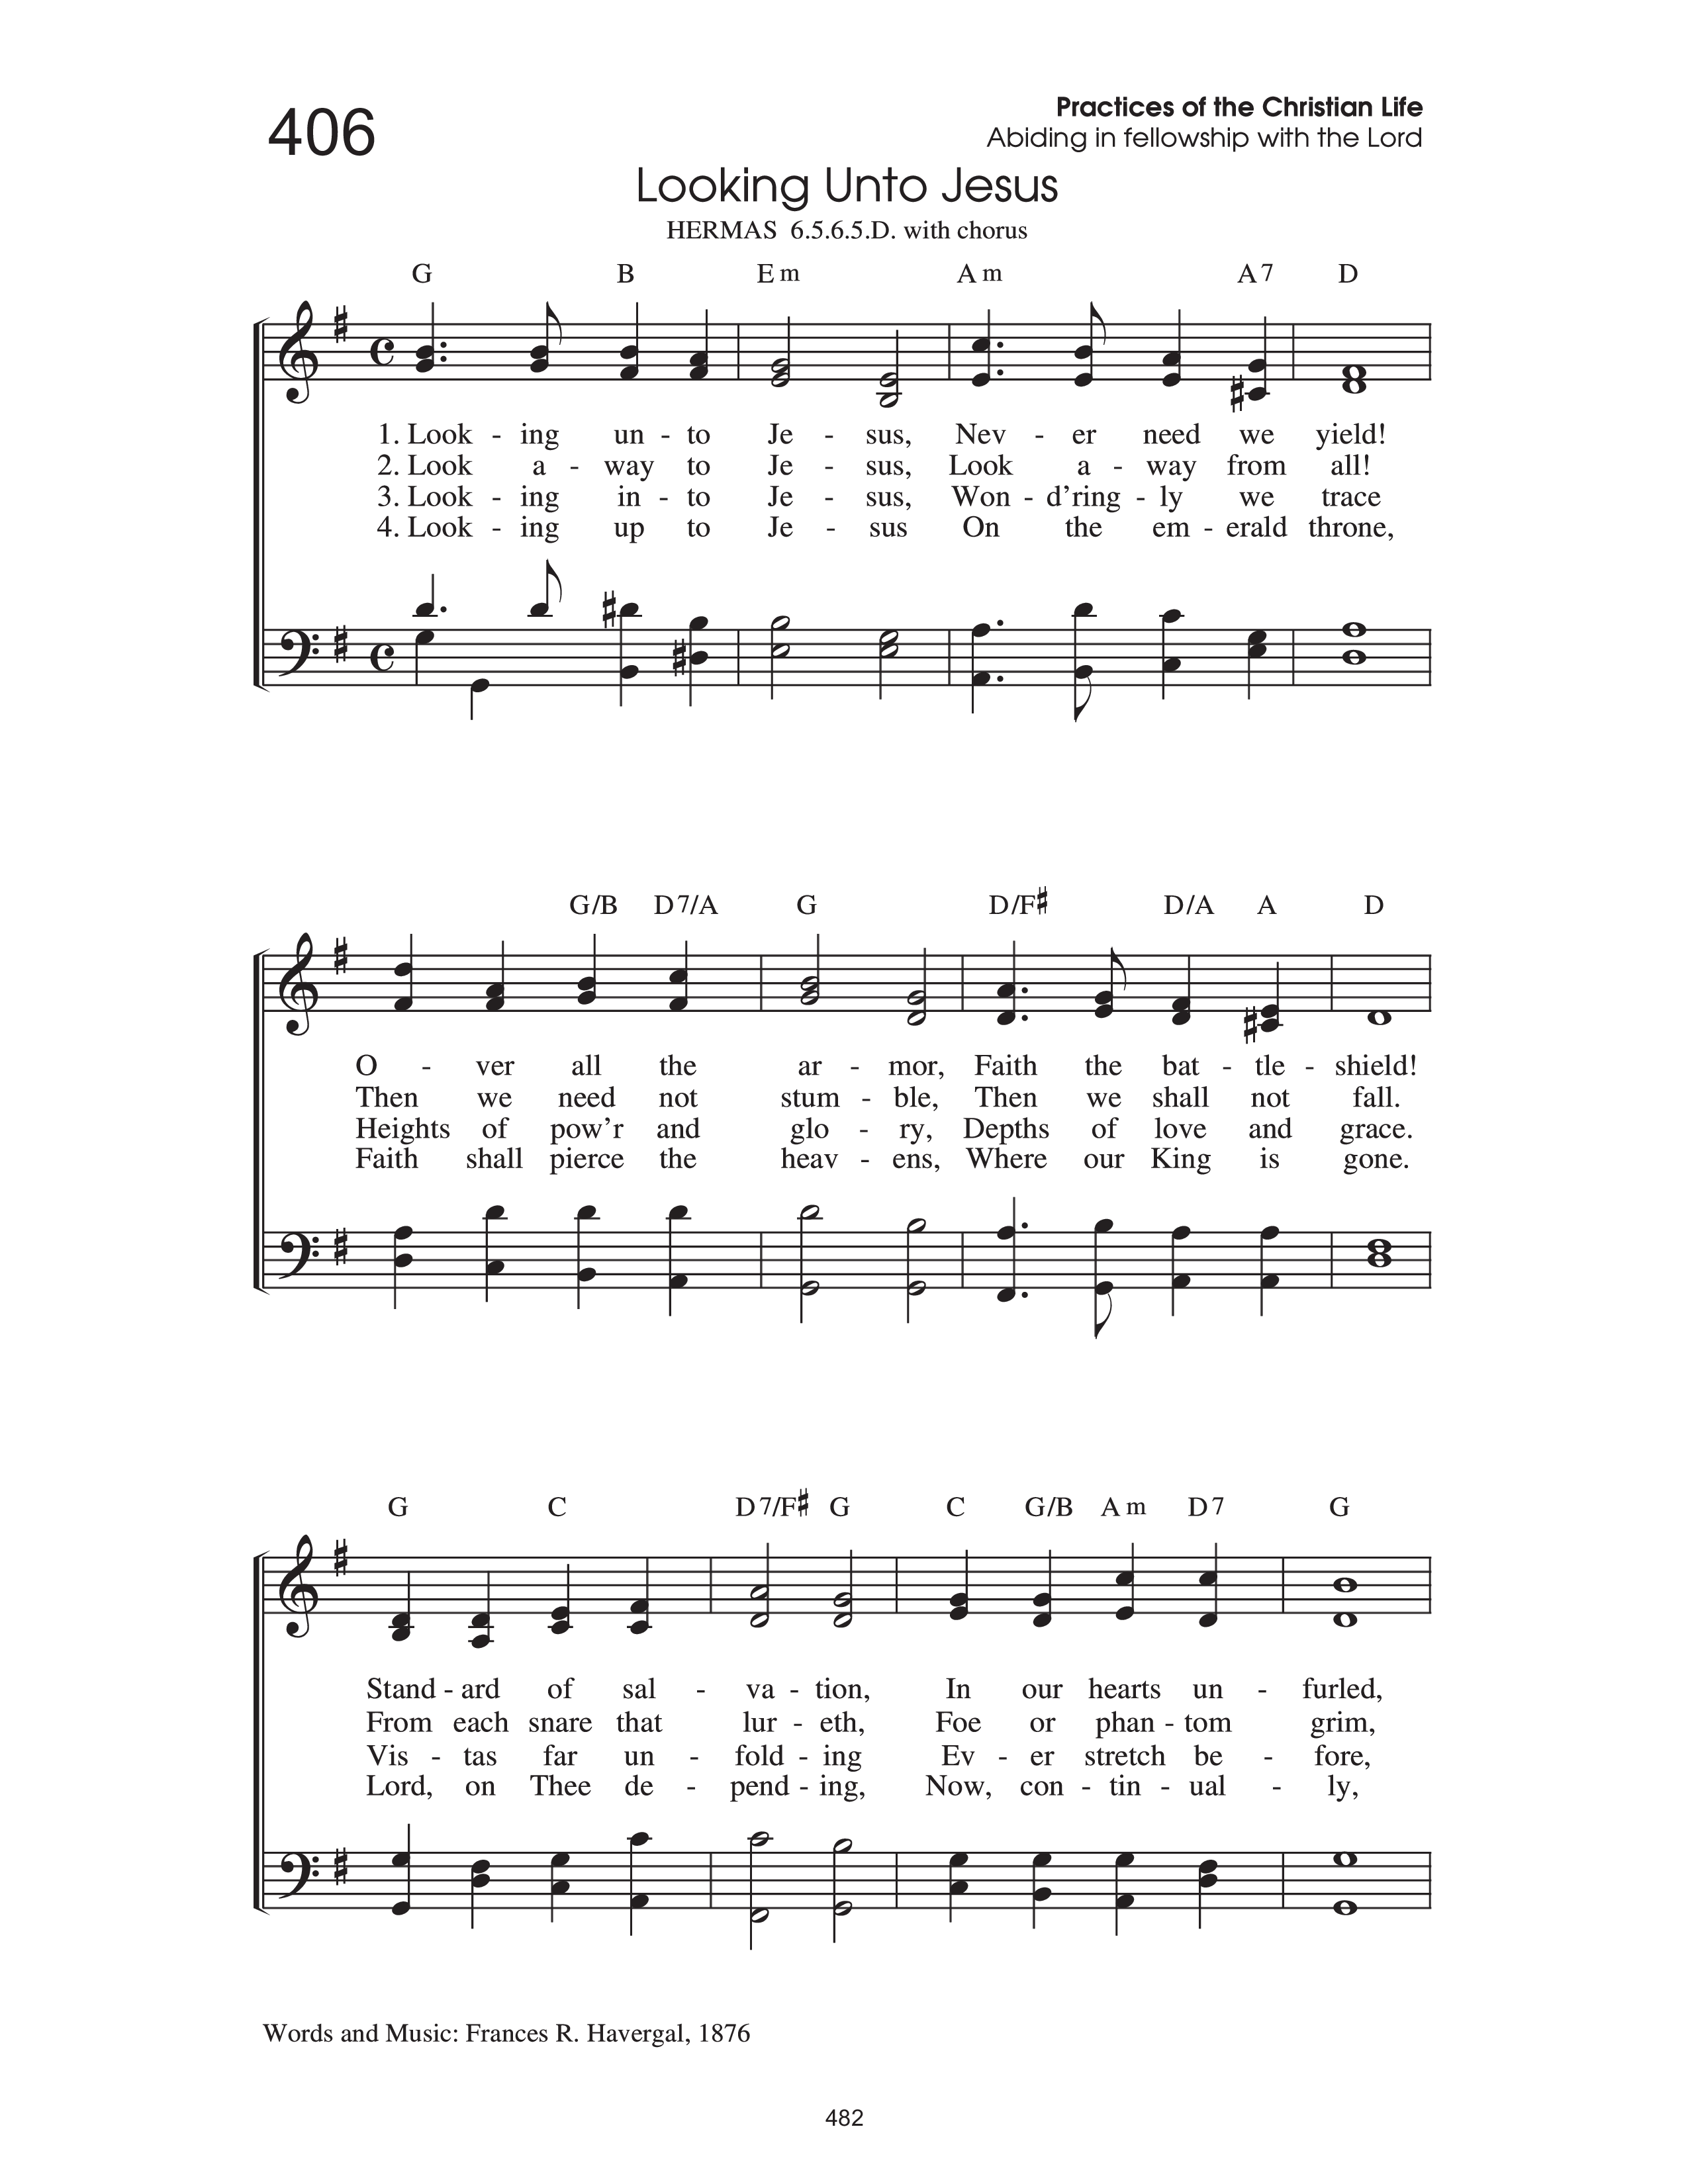 406
Practices of the Christian Life
Abiding in fellowship with the Lord
Looking Unto Jesus
HERMAS 6.5.6.5.D. with chorus
G B Em Am A7 D
1. Look - ing un - to Je - sus, Nev - er need we yield!
2. Look a - way to Je - sus, Look a - way from all!
3. Look - ing in - to Je - sus, Won - d’ring - ly we trace
4. Look - ing up to Je - sus On the em - erald throne,
G/B D7/A G D/F♯ D/A A D
O - ver all the ar - mor, Faith the bat - tle - shield!
Then we need not stum - ble, Then we shall not fall.
Heights of pow’r and glo - ry, Depths of love and grace.
Faith shall pierce the heav - ens, Where our King is gone.
G C D7/F♯ G C G/B Am D7 G
Stand - ard of sal - va - tion, In our hearts un - furled,
From each snare that lur - eth, Foe or phan - tom grim,
Vis - tas far un - fold - ing Ev - er stretch be - fore,
Lord, on Thee de - pend - ing, Now, con - tin - ual - ly,
Words and Music: Frances R. Havergal, 1876
482